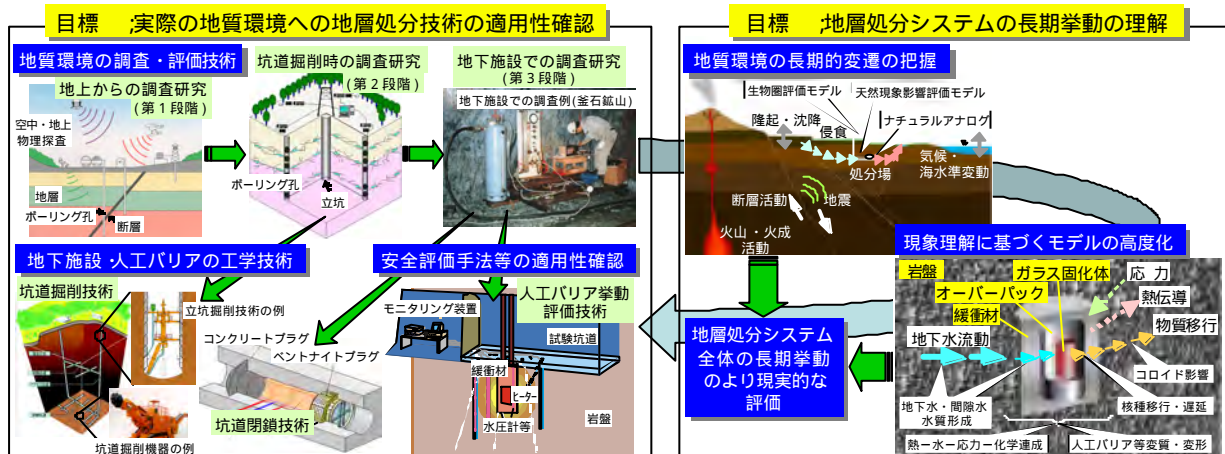 目標 ;実際の地質環境への地層処分技術の適用性確認
地質環境の調査・評価技術
地上からの調査研究
(第1段階)
空中・地上
物理探査
地層
ボーリング孔
断層
坑道掘削時の調査研究
(第2段階)
ボーリング孔
立坑
地下施設での調査研究
(第3段階)
地下施設での調査例(釜石鉱山)
地下施設・人工バリアの工学技術
坑道掘削技術
立坑掘削技術の例
コンクリートプラグ
ベントナイトプラグ
坑道閉鎖技術
坑道掘削機器の例
安全評価手法等の適用性確認
人工バリア挙動
評価技術
モニタリング装置
試験坑道
緩衝材
ヒーター
岩盤
水圧計等
目標 ;地層処分システムの長期挙動の理解
地質環境の長期的変遷の把握
生物圏評価モデル
天然現象影響評価モデル
隆起・沈降
侵食
ナチュラルアナログ
処分場
気候・
海水準変動
断層活動
地震
火山・火成
活動
地層処分システム
全体の長期挙動
のより現実的な
評価
現象理解に基づくモデルの高度化
岩盤
ガラス固化体
応力
オーバーパック
熱伝導
緩衝材
物質移行
地下水流動
コロイド影響
地下水・間隙水
水質形成
核種移行・遅延
熱ー水ー応力ー化学連成
人工バリア等変質・変形